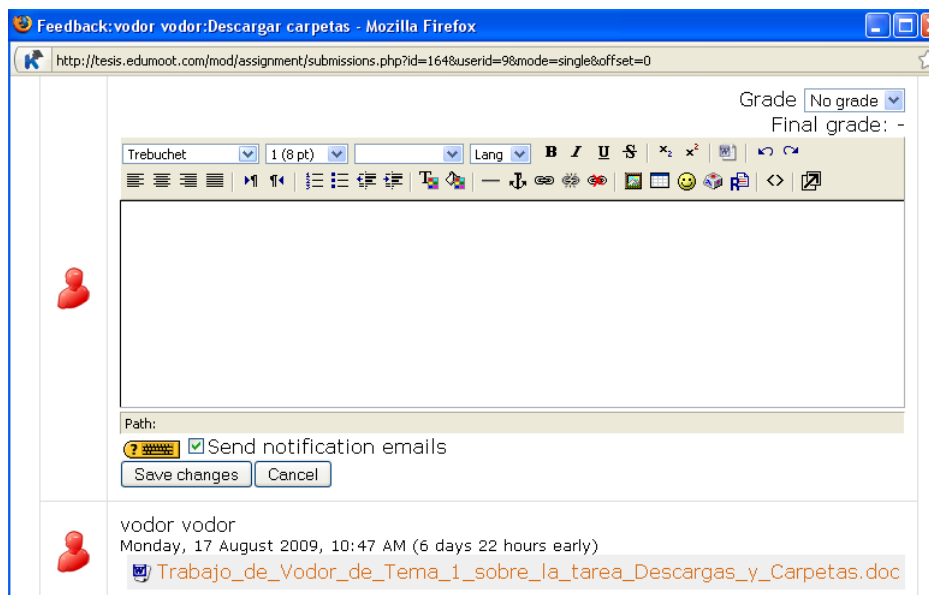 Feedback:vodor vodor:Descargar carpetas - Mozilla Firefox
http://tesis.edumoot.com/mod/assignment/submissions.php?id=164&userid=9&mode=single&offset=0
Grade No grade
Final grade: -
Trebuchet 1 (8 pt) Lang B I U S x₂ x²
Path:
? Send notification emails
Save changes Cancel
vodor vodor
Monday, 17 August 2009, 10:47 AM (6 days 22 hours early)
Trabajo_de_Vodor_de_Tema_1_sobre_la_tarea_Descargas_y_Carpetas.doc